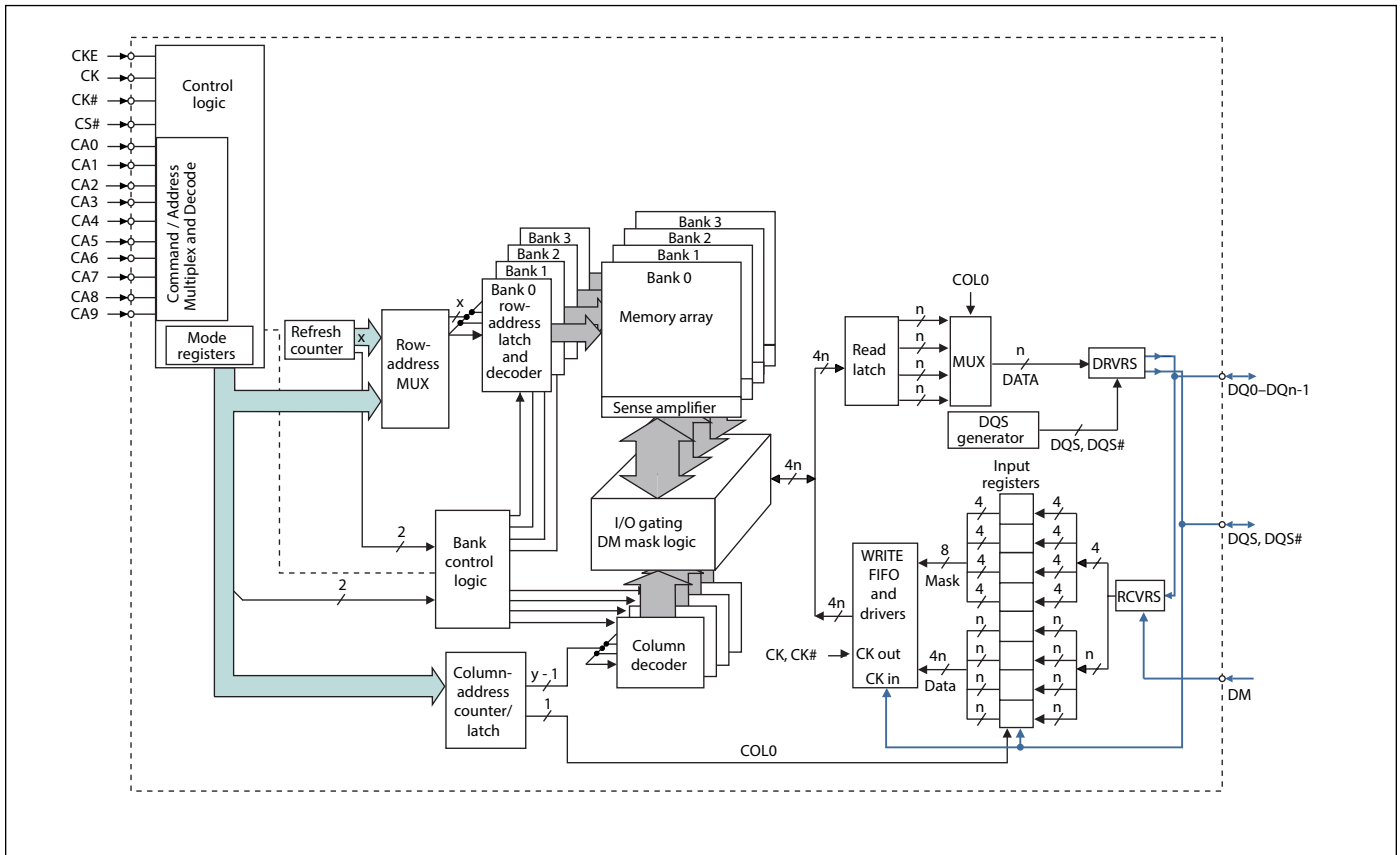 CKE
CK
CK#
CS#
CA0
CA1
CA2
CA3
CA4
CA5
CA6
CA7
CA8
CA9
Control
logic
Command / Address
Multiplex and Decode
Mode
registers
Refresh
counter
x
Row-
address
MUX
x
Bank 3
Bank 2
Bank 1
Bank 0
row-
address
latch
and
decoder
Bank 3
Bank 2
Bank 1
Bank 0
Memory array
Sense amplifier
I/O gating
DM mask logic
2
2
Bank
control
logic
Column
decoder
Column-
address
counter/
latch
y - 1
1
COL0
4n
4n
Read
latch
n
n
n
n
COL0
MUX
n
DATA
DRVRS
DQS
generator
DQS, DQS#
DQ0–DQn-1
DQS, DQS#
DM
Input
registers
4
4
4
4
n
n
n
n
4
4
4
4
n
n
n
n
4
n
RCVRS
8
Mask
4n
Data
4n
WRITE
FIFO
and
drivers
CK out
CK in
CK, CK#